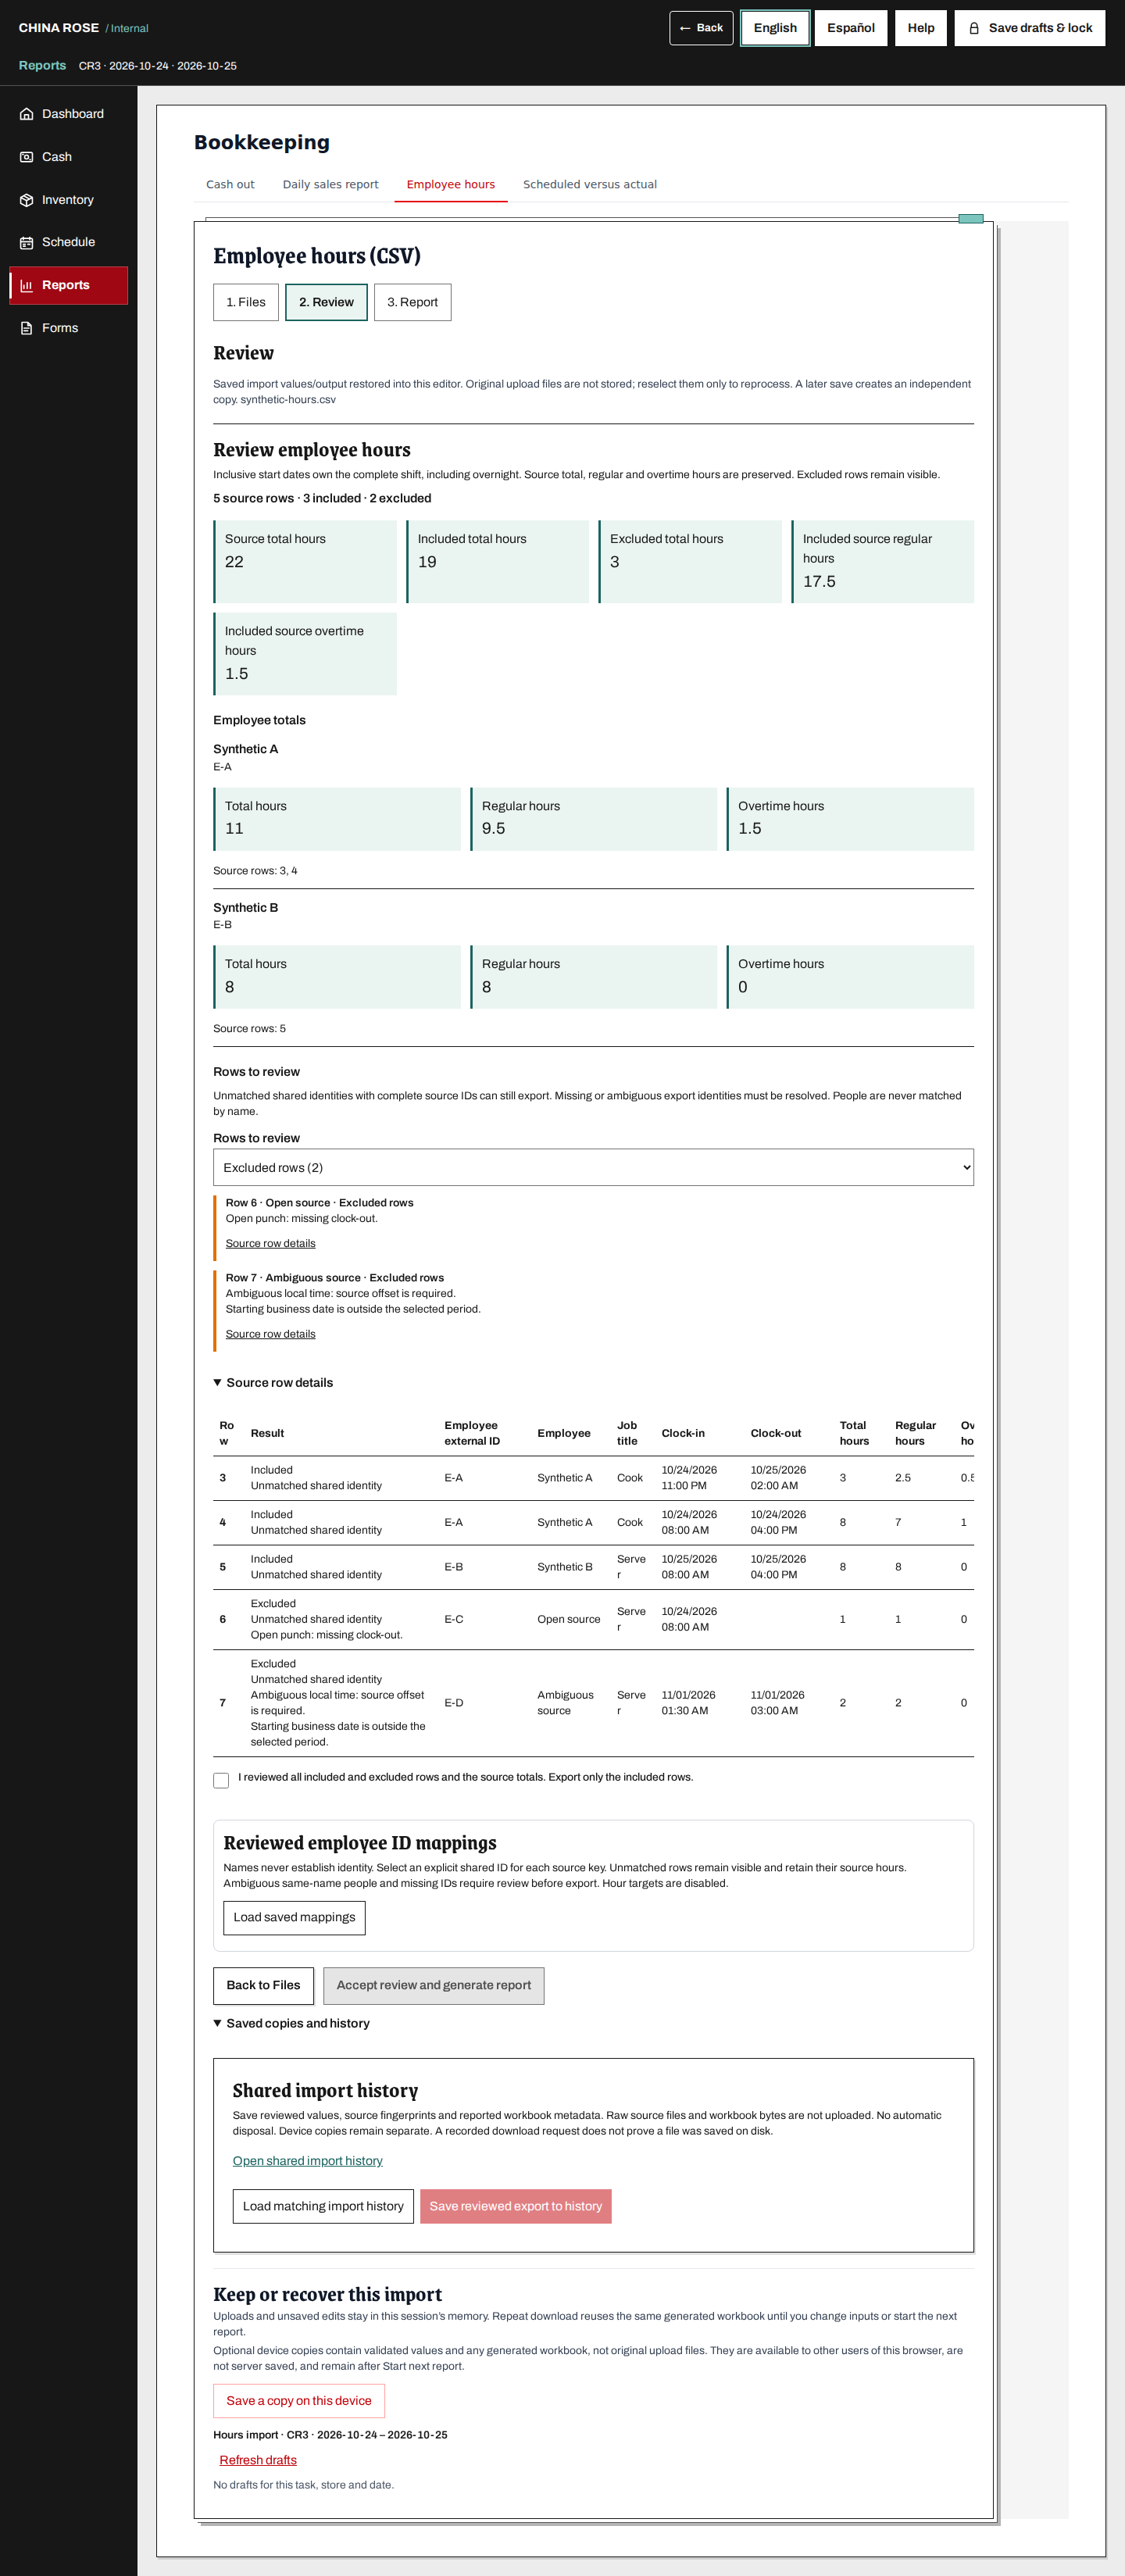 CHINA ROSE / Internal
← Back
English
Español
Help
Save drafts & lock
Reports CR3 · 2026-10-24 · 2026-10-25
Dashboard
Cash
Inventory
Schedule
Reports
Forms
Bookkeeping
Cash out
Daily sales report
Employee hours
Scheduled versus actual
Employee hours (CSV)
1. Files
2. Review
3. Report
Review
Saved import values/output restored into this editor. Original upload files are not stored; reselect them only to reprocess. A later save creates an independent
copy. synthetic-hours.csv
Review employee hours
Inclusive start dates own the complete shift, including overnight. Source total, regular and overtime hours are preserved. Excluded rows remain visible.
5 source rows · 3 included · 2 excluded
Source total hours
22
Included total hours
19
Excluded total hours
3
Included source regular
hours
17.5
Included source overtime
hours
1.5
Employee totals
Synthetic A
E-A
Total hours
11
Regular hours
9.5
Overtime hours
1.5
Source rows: 3, 4
Synthetic B
E-B
Total hours
8
Regular hours
8
Overtime hours
0
Source rows: 5
Rows to review
Unmatched shared identities with complete source IDs can still export. Missing or ambiguous export identities must be resolved. People are never matched
by name.
Rows to review
Excluded rows (2)
Row 6 · Open source · Excluded rows
Open punch: missing clock-out.
Source row details
Row 7 · Ambiguous source · Excluded rows
Ambiguous local time: source offset is required.
Starting business date is outside the selected period.
Source row details
▼ Source row details
Ro
w
Result
Employee
external ID
Employee
Job
title
Clock-in
Clock-out
Total
hours
Regular
hours
Ov
ho
3
Included
Unmatched shared identity
E-A
Synthetic A
Cook
10/24/2026
11:00 PM
10/25/2026
02:00 AM
3
2.5
0.5
4
Included
Unmatched shared identity
E-A
Synthetic A
Cook
10/24/2026
08:00 AM
10/24/2026
04:00 PM
8
7
1
5
Included
Unmatched shared identity
E-B
Synthetic B
Serve
r
10/25/2026
08:00 AM
10/25/2026
04:00 PM
8
8
0
6
Excluded
Unmatched shared identity
Open punch: missing clock-out.
E-C
Open source
Serve
r
10/24/2026
08:00 AM
1
1
0
7
Excluded
Unmatched shared identity
Ambiguous local time: source offset
is required.
Starting business date is outside the
selected period.
E-D
Ambiguous
source
Serve
r
11/01/2026
01:30 AM
11/01/2026
03:00 AM
2
2
0
I reviewed all included and excluded rows and the source totals. Export only the included rows.
Reviewed employee ID mappings
Names never establish identity. Select an explicit shared ID for each source key. Unmatched rows remain visible and retain their source hours.
Ambiguous same-name people and missing IDs require review before export. Hour targets are disabled.
Load saved mappings
Back to Files
Accept review and generate report
▼ Saved copies and history
Shared import history
Save reviewed values, source fingerprints and reported workbook metadata. Raw source files and workbook bytes are not uploaded. No automatic
disposal. Device copies remain separate. A recorded download request does not prove a file was saved on disk.
Open shared import history
Load matching import history
Save reviewed export to history
Keep or recover this import
Uploads and unsaved edits stay in this session's memory. Repeat download reuses the same generated workbook until you change inputs or start the next
report.
Optional device copies contain validated values and any generated workbook, not original upload files. They are available to other users of this browser, are
not server saved, and remain after Start next report.
Save a copy on this device
Hours import · CR3 · 2026-10-24 – 2026-10-25
Refresh drafts
No drafts for this task, store and date.